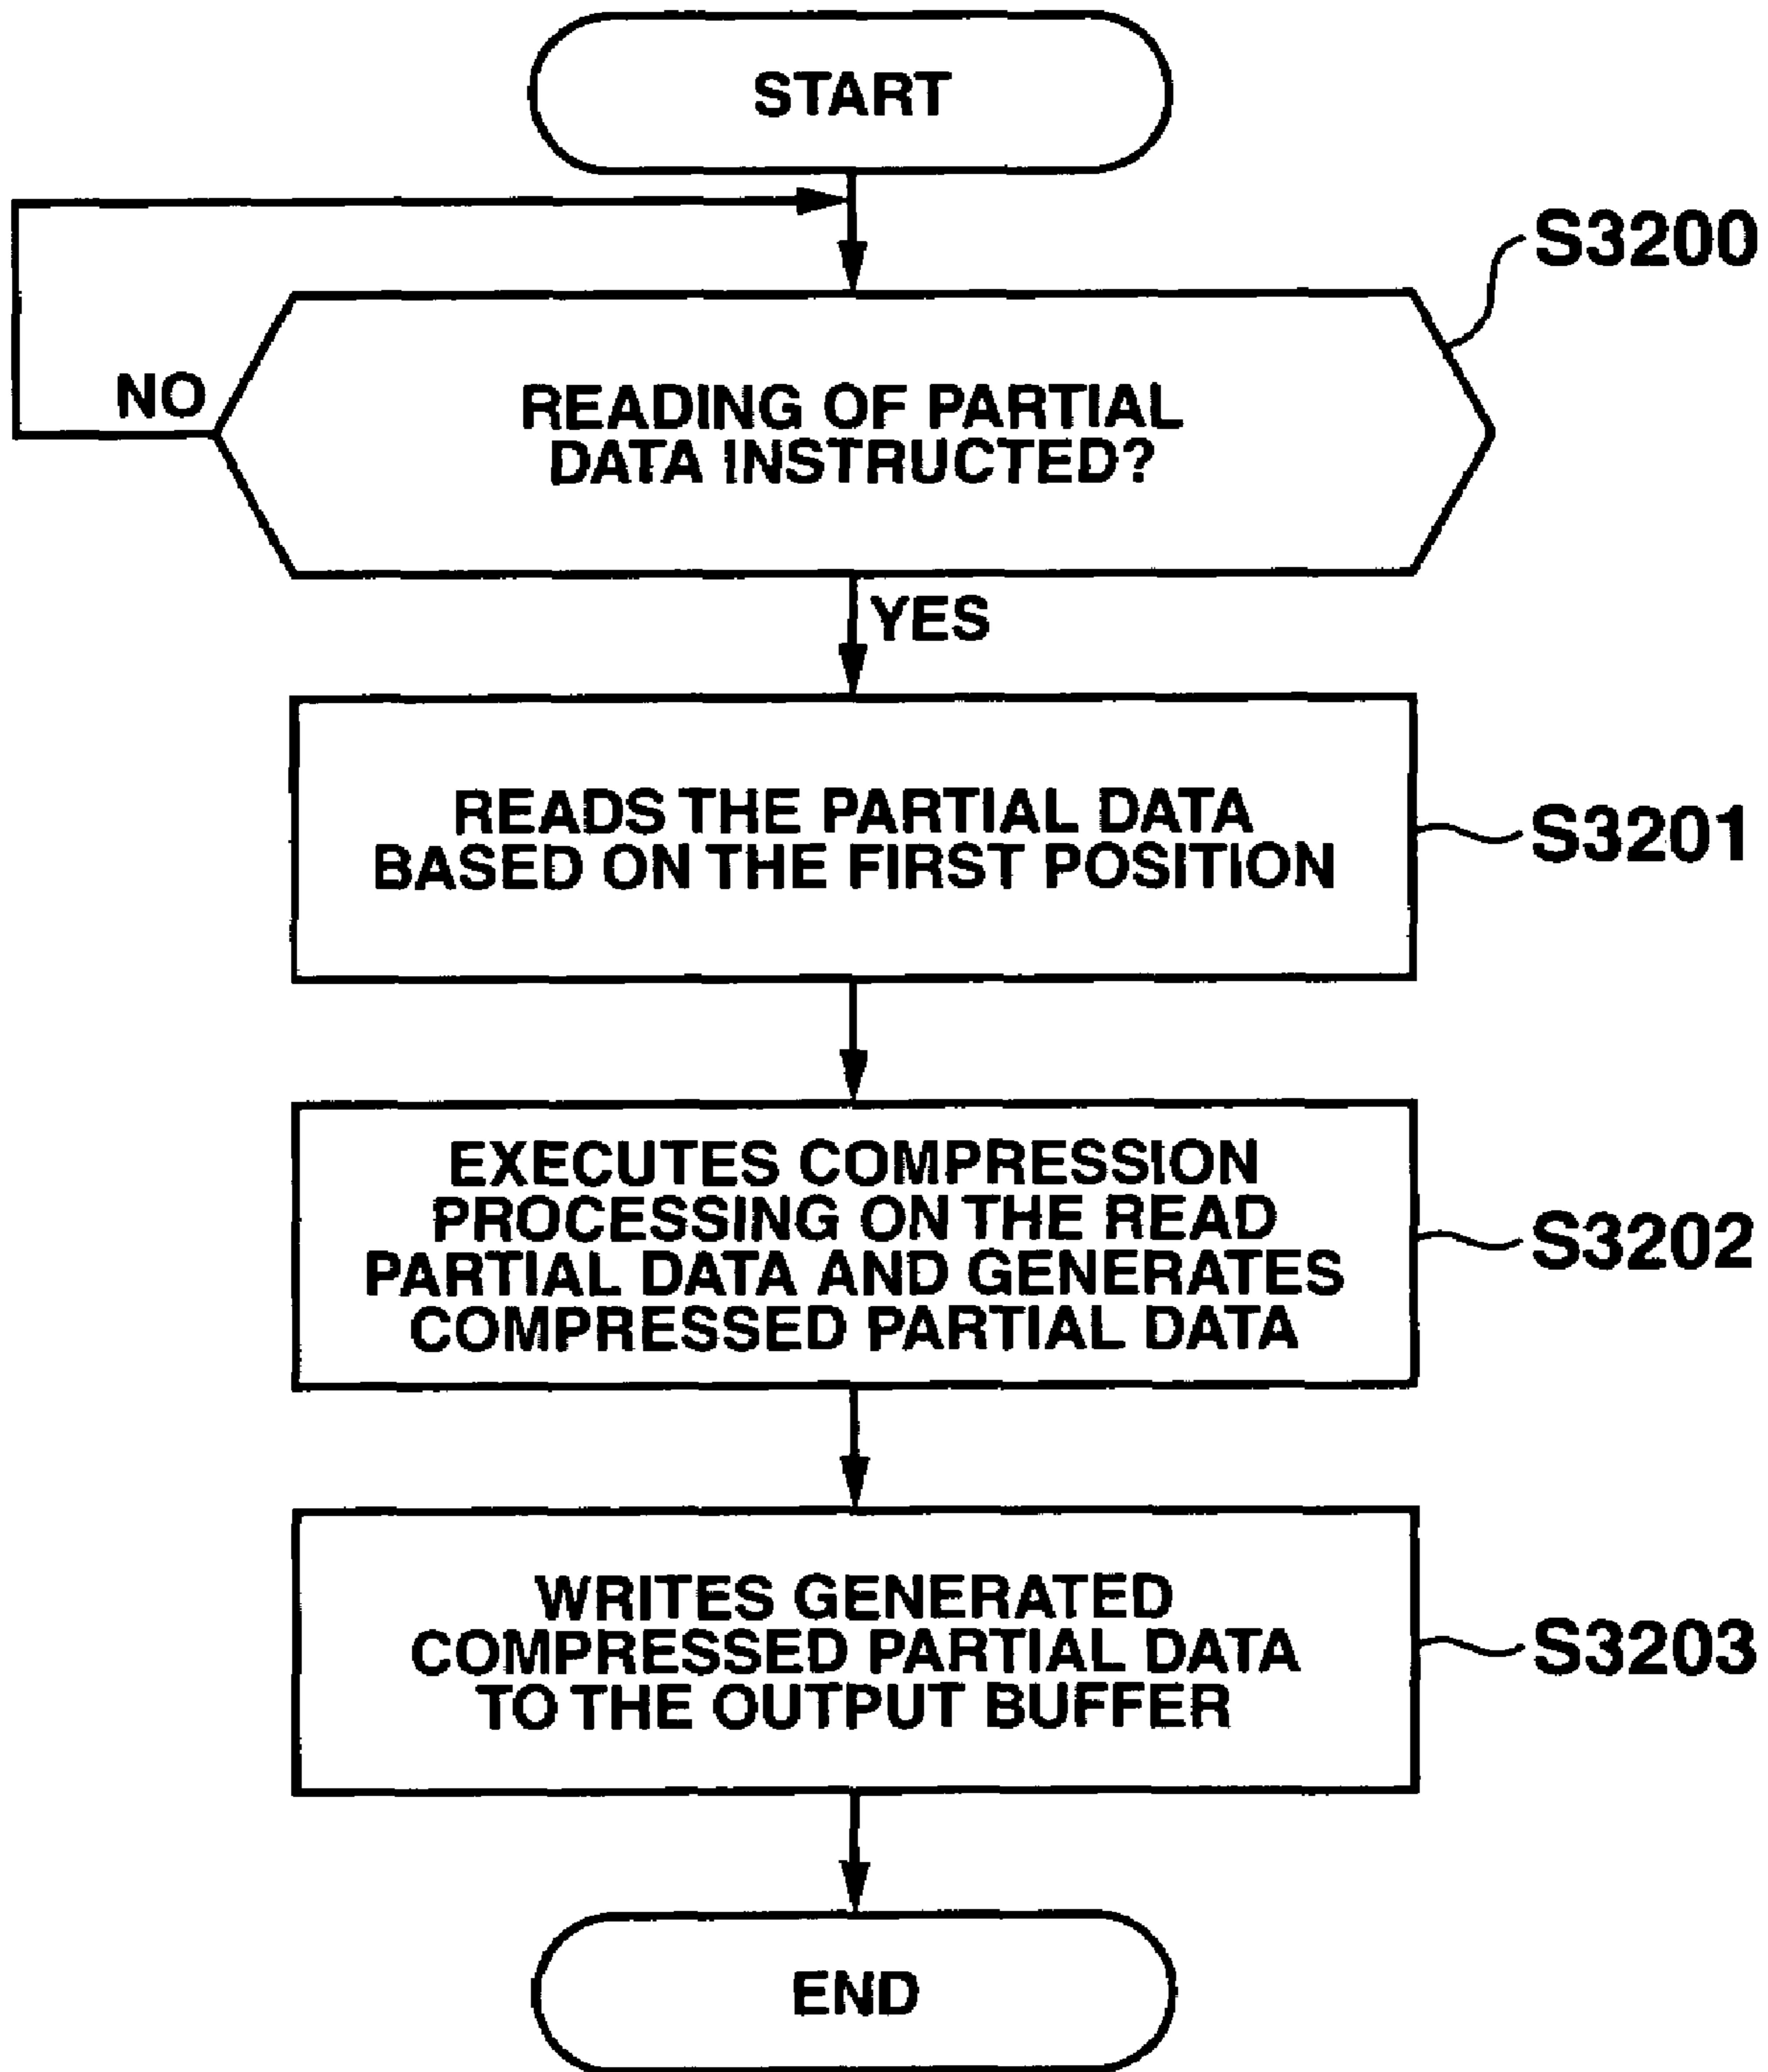 START
S3200
NO
READING OF PARTIAL
DATA INSTRUCTED?
YES
READS THE PARTIAL DATA
BASED ON THE FIRST POSITION
S3201
EXECUTES COMPRESSION
PROCESSING ON THE READ
PARTIAL DATA AND GENERATES
COMPRESSED PARTIAL DATA
S3202
WRITES GENERATED
COMPRESSED PARTIAL DATA
TO THE OUTPUT BUFFER
S3203
END